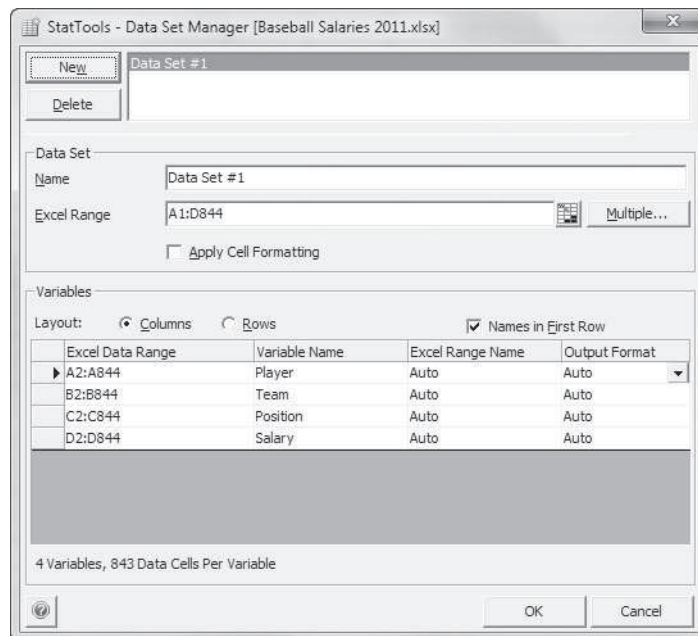 StatTools - Data Set Manager [Baseball Salaries 2011.xlsx]
New
Data Set #1
Delete
Data Set
Name
Data Set #1
Excel Range
A1:D844
Multiple...
Apply Cell Formatting
Variables
Layout: Columns Rows Names in First Row
Excel Data Range Variable Name Excel Range Name Output Format
A2:A844 Player Auto Auto
B2:B844 Team Auto Auto
C2:C844 Position Auto Auto
D2:D844 Salary Auto Auto
4 Variables, 843 Data Cells Per Variable
OK Cancel